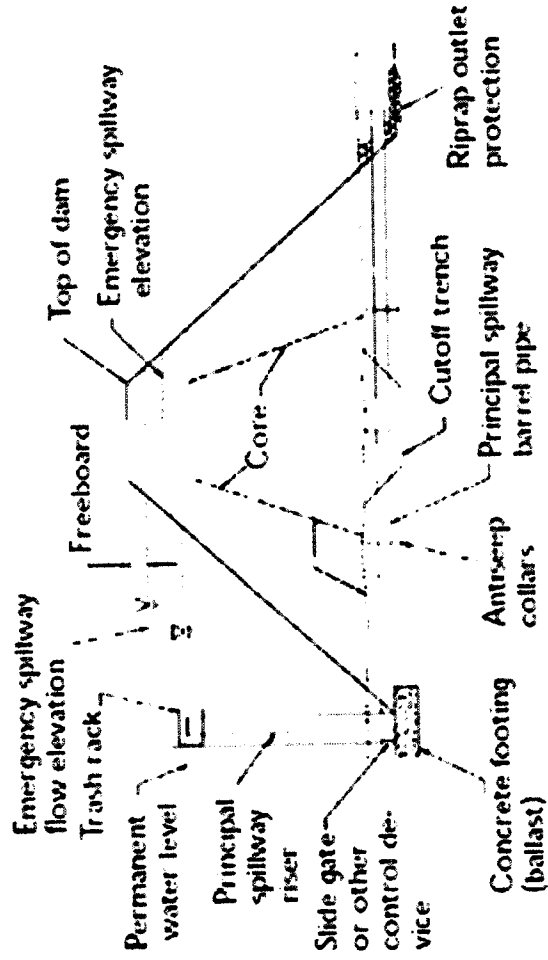 Emergency spillway
flow elevation
Trash rack
Permanent
water level
Principal
spillway
riser
Slide gate
or other
control de-
vice
Concrete footing
(ballast)
Freeboard
Top of dam
Emergency spillway
elevation
Core
Antiseep
collars
Principal spillway
barrel pipe
Cutoff trench
Riprap outlet
protection